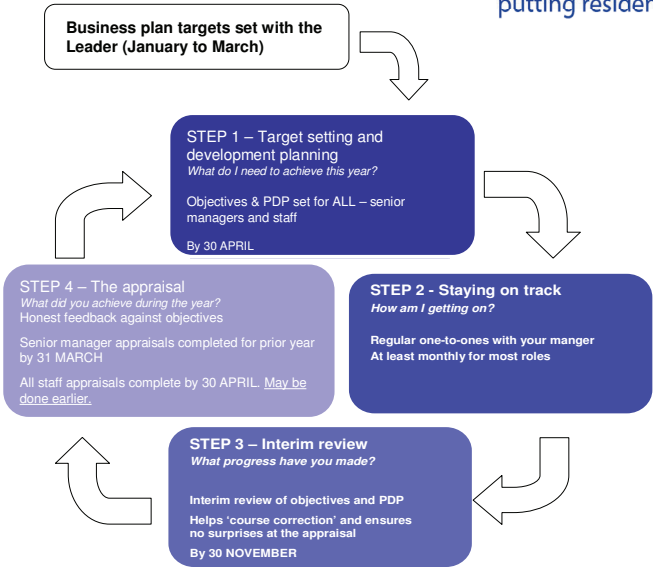 putting resider
Business plan targets set with the
Leader (January to March)
STEP 1 – Target setting and
development planning
What do I need to achieve this year?
Objectives & PDP set for ALL – senior
managers and staff
By 30 APRIL
STEP 2 - Staying on track
How am I getting on?
Regular one-to-ones with your manger
At least monthly for most roles
STEP 3 – Interim review
What progress have you made?
Interim review of objectives and PDP
Helps ‘course correction’ and ensures
no surprises at the appraisal
By 30 NOVEMBER
STEP 4 – The appraisal
What did you achieve during the year?
Honest feedback against objectives
Senior manager appraisals completed for prior year
by 31 MARCH
All staff appraisals complete by 30 APRIL. May be
done earlier.